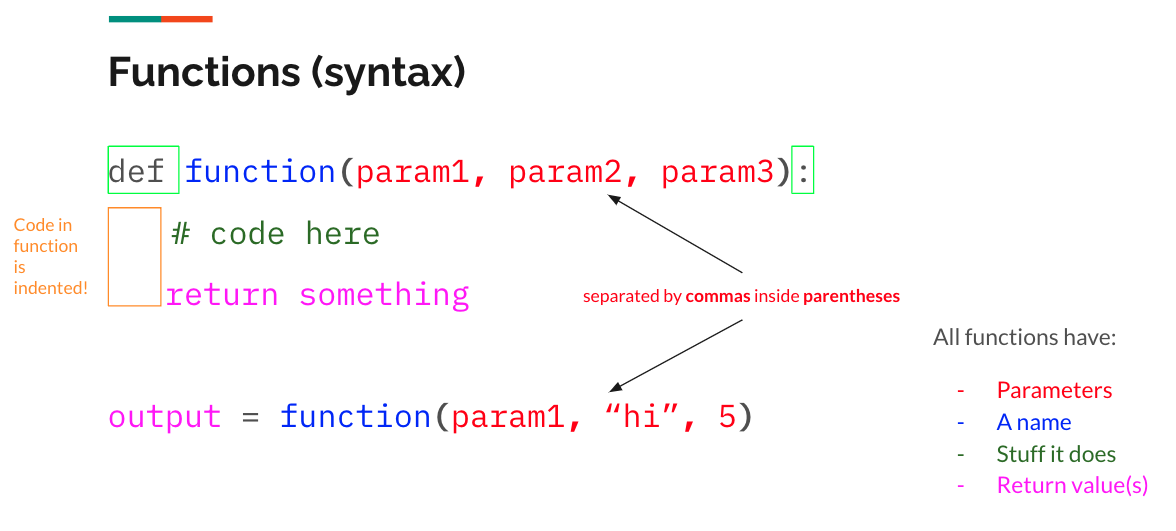 Functions (syntax)
def function(param1, param2, param3):
Code in
function
is
indented!
# code here
return something
separated by commas inside parentheses
output = function(param1, “hi”, 5)
All functions have:
- Parameters
- A name
- Stuff it does
- Return value(s)